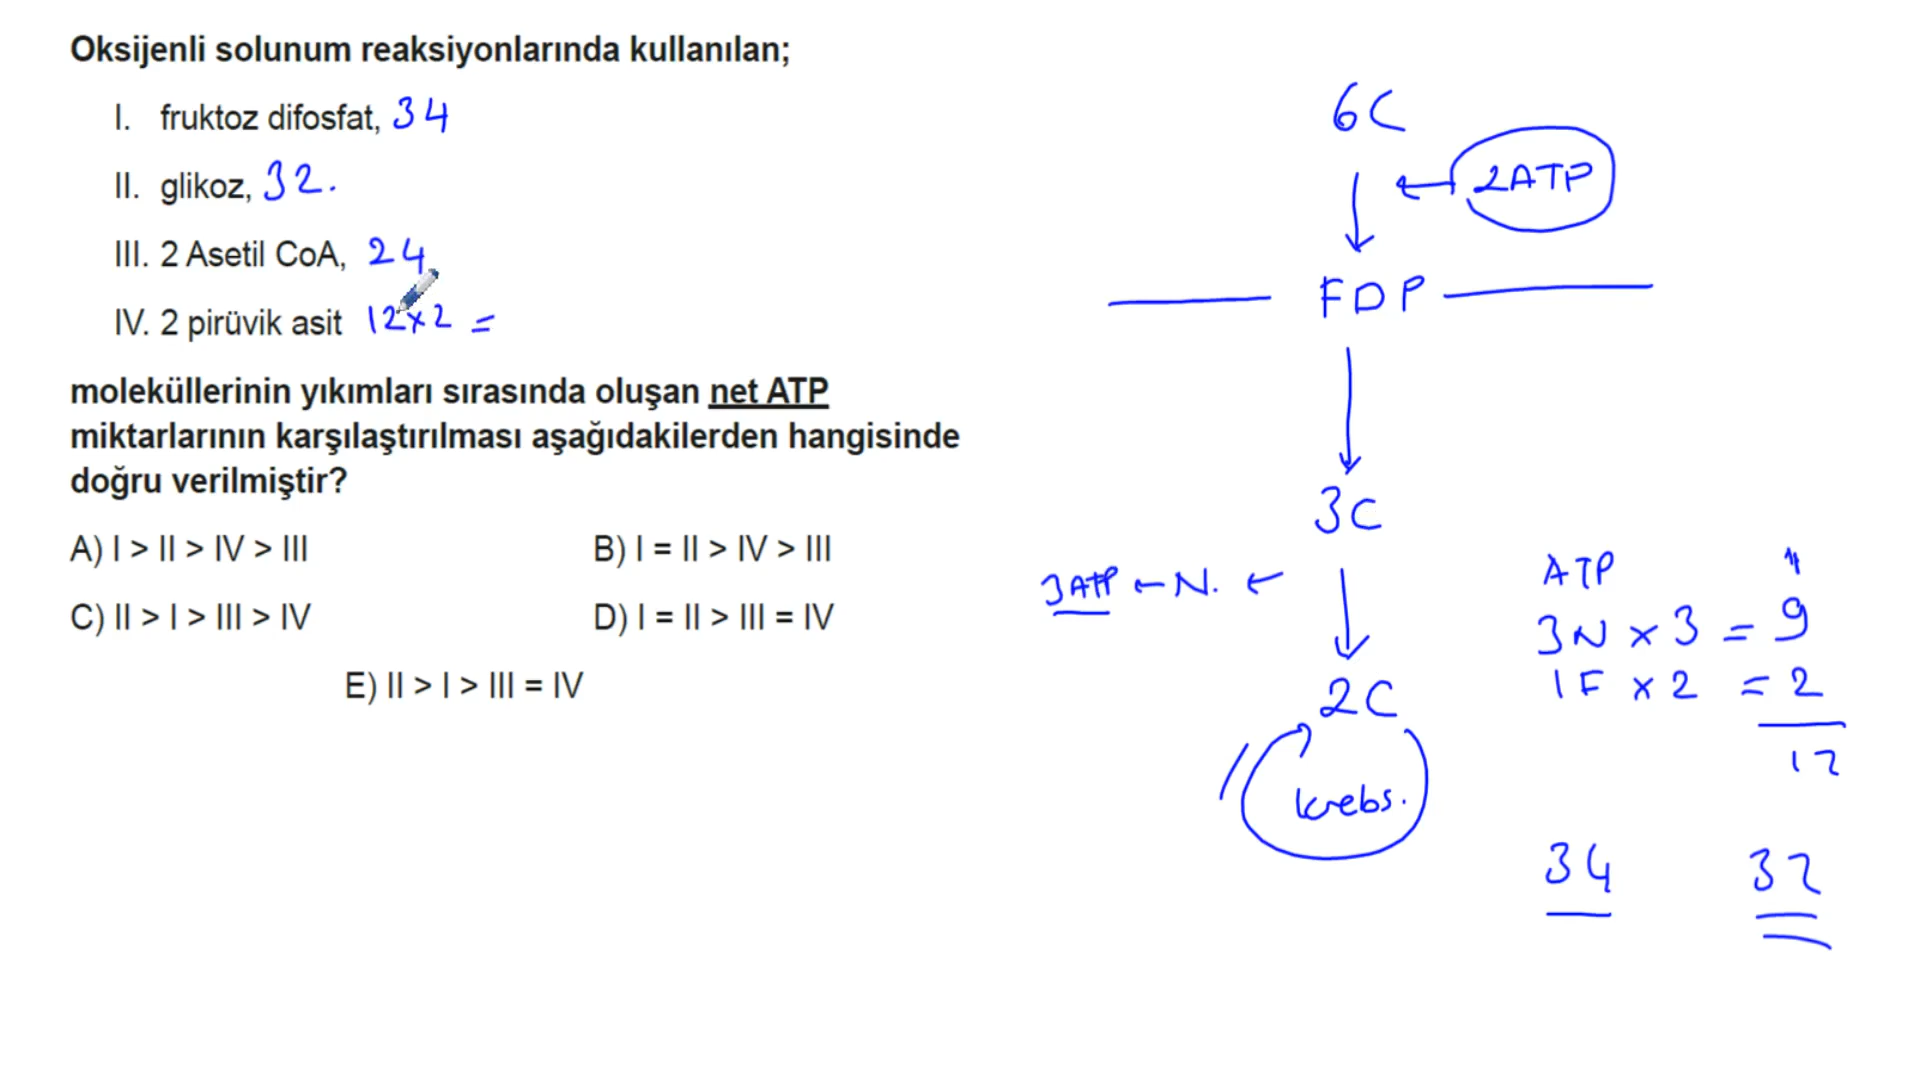 Oksijenli solunum reaksiyonlarında kullanılan;
I. fruktoz difosfat, 34
II. glikoz, 32.
III. 2 Asetil CoA, 24
IV. 2 pirüvik asit 12x2 =
moleküllerinin yıkımları sırasında oluşan net ATP
miktarlarının karşılaştırılması aşağıdakilerden hangisinde
doğru verilmiştir?
A) I > II > IV > III
B) I = II > IV > III
C) II > I > III > IV
D) I = II > III = IV
E) II > I > III = IV
6C
2ATP
FDP
3C
3ATP ← N. ←
2C
krebs.
ATP
3N x 3 = 9
1F x 2 = 2
12
34 32